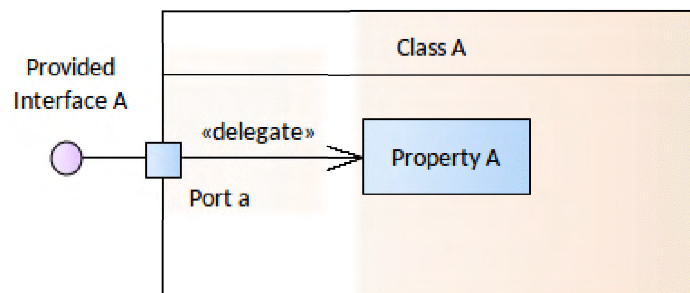 Class A
Provided
Interface A
«delegate»
Property A
Port a